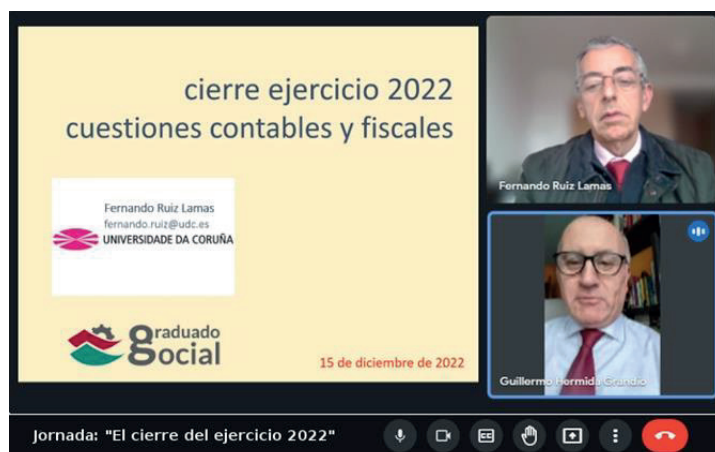 cierre ejercicio 2022
cuestiones contables y fiscales
Fernando Ruiz Lamas
fernando.ruiz@udc.es
UNIVERSIDADE DA CORUÑA
graduado
social
15 de diciembre de 2022
Fernando Ruiz Lamas
Guillermo Hermida Grandío
Jornada: "El cierre del ejercicio 2022"
CC